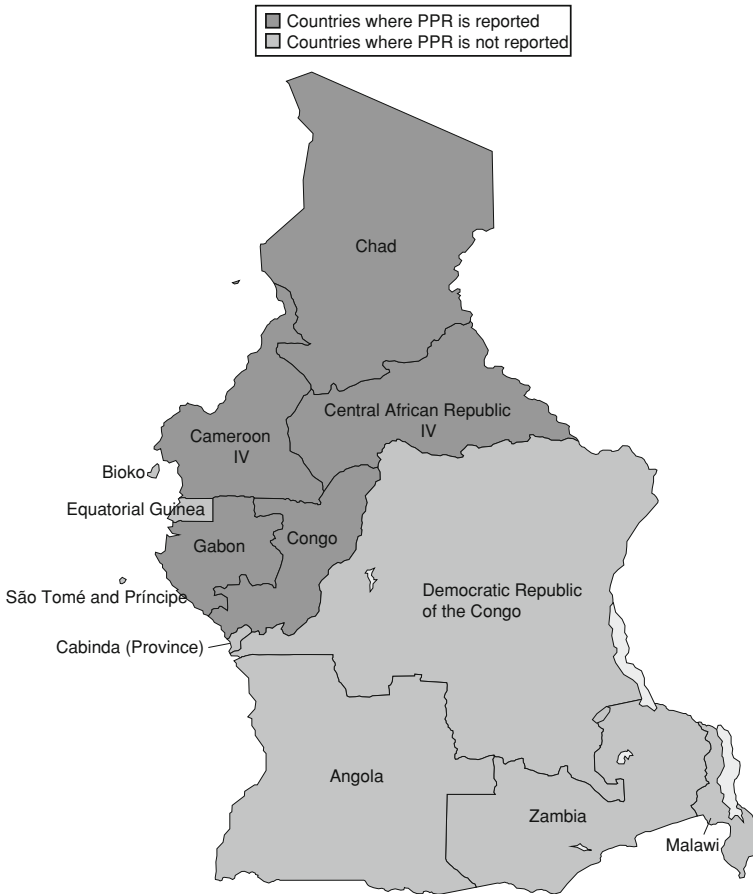 Countries where PPR is reported
Countries where PPR is not reported
Chad
Central African Republic
IV
Cameroon
IV
Bioko
Equatorial Guinea
Gabon
Congo
São Tomé and Príncipe
Democratic Republic
of the Congo
Cabinda (Province)
Angola
Zambia
Malawi